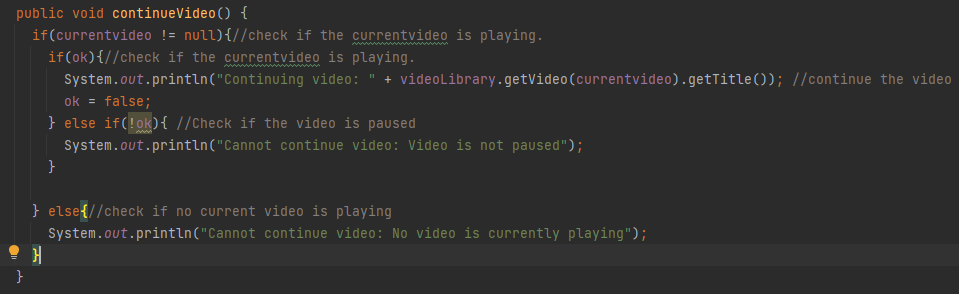 public void continueVideo() {
if(currentvideo != null){//check if the currentvideo is playing.
if(ok){//check if the currentvideo is playing.
System.out.println("Continuing video: " + videoLibrary.getVideo(currentvideo).getTitle()); //continue the video
ok = false;
} else if(!ok){ //Check if the video is paused
System.out.println("Cannot continue video: Video is not paused");
}
} else{//check if no current video is playing
System.out.println("Cannot continue video: No video is currently playing");
}
}